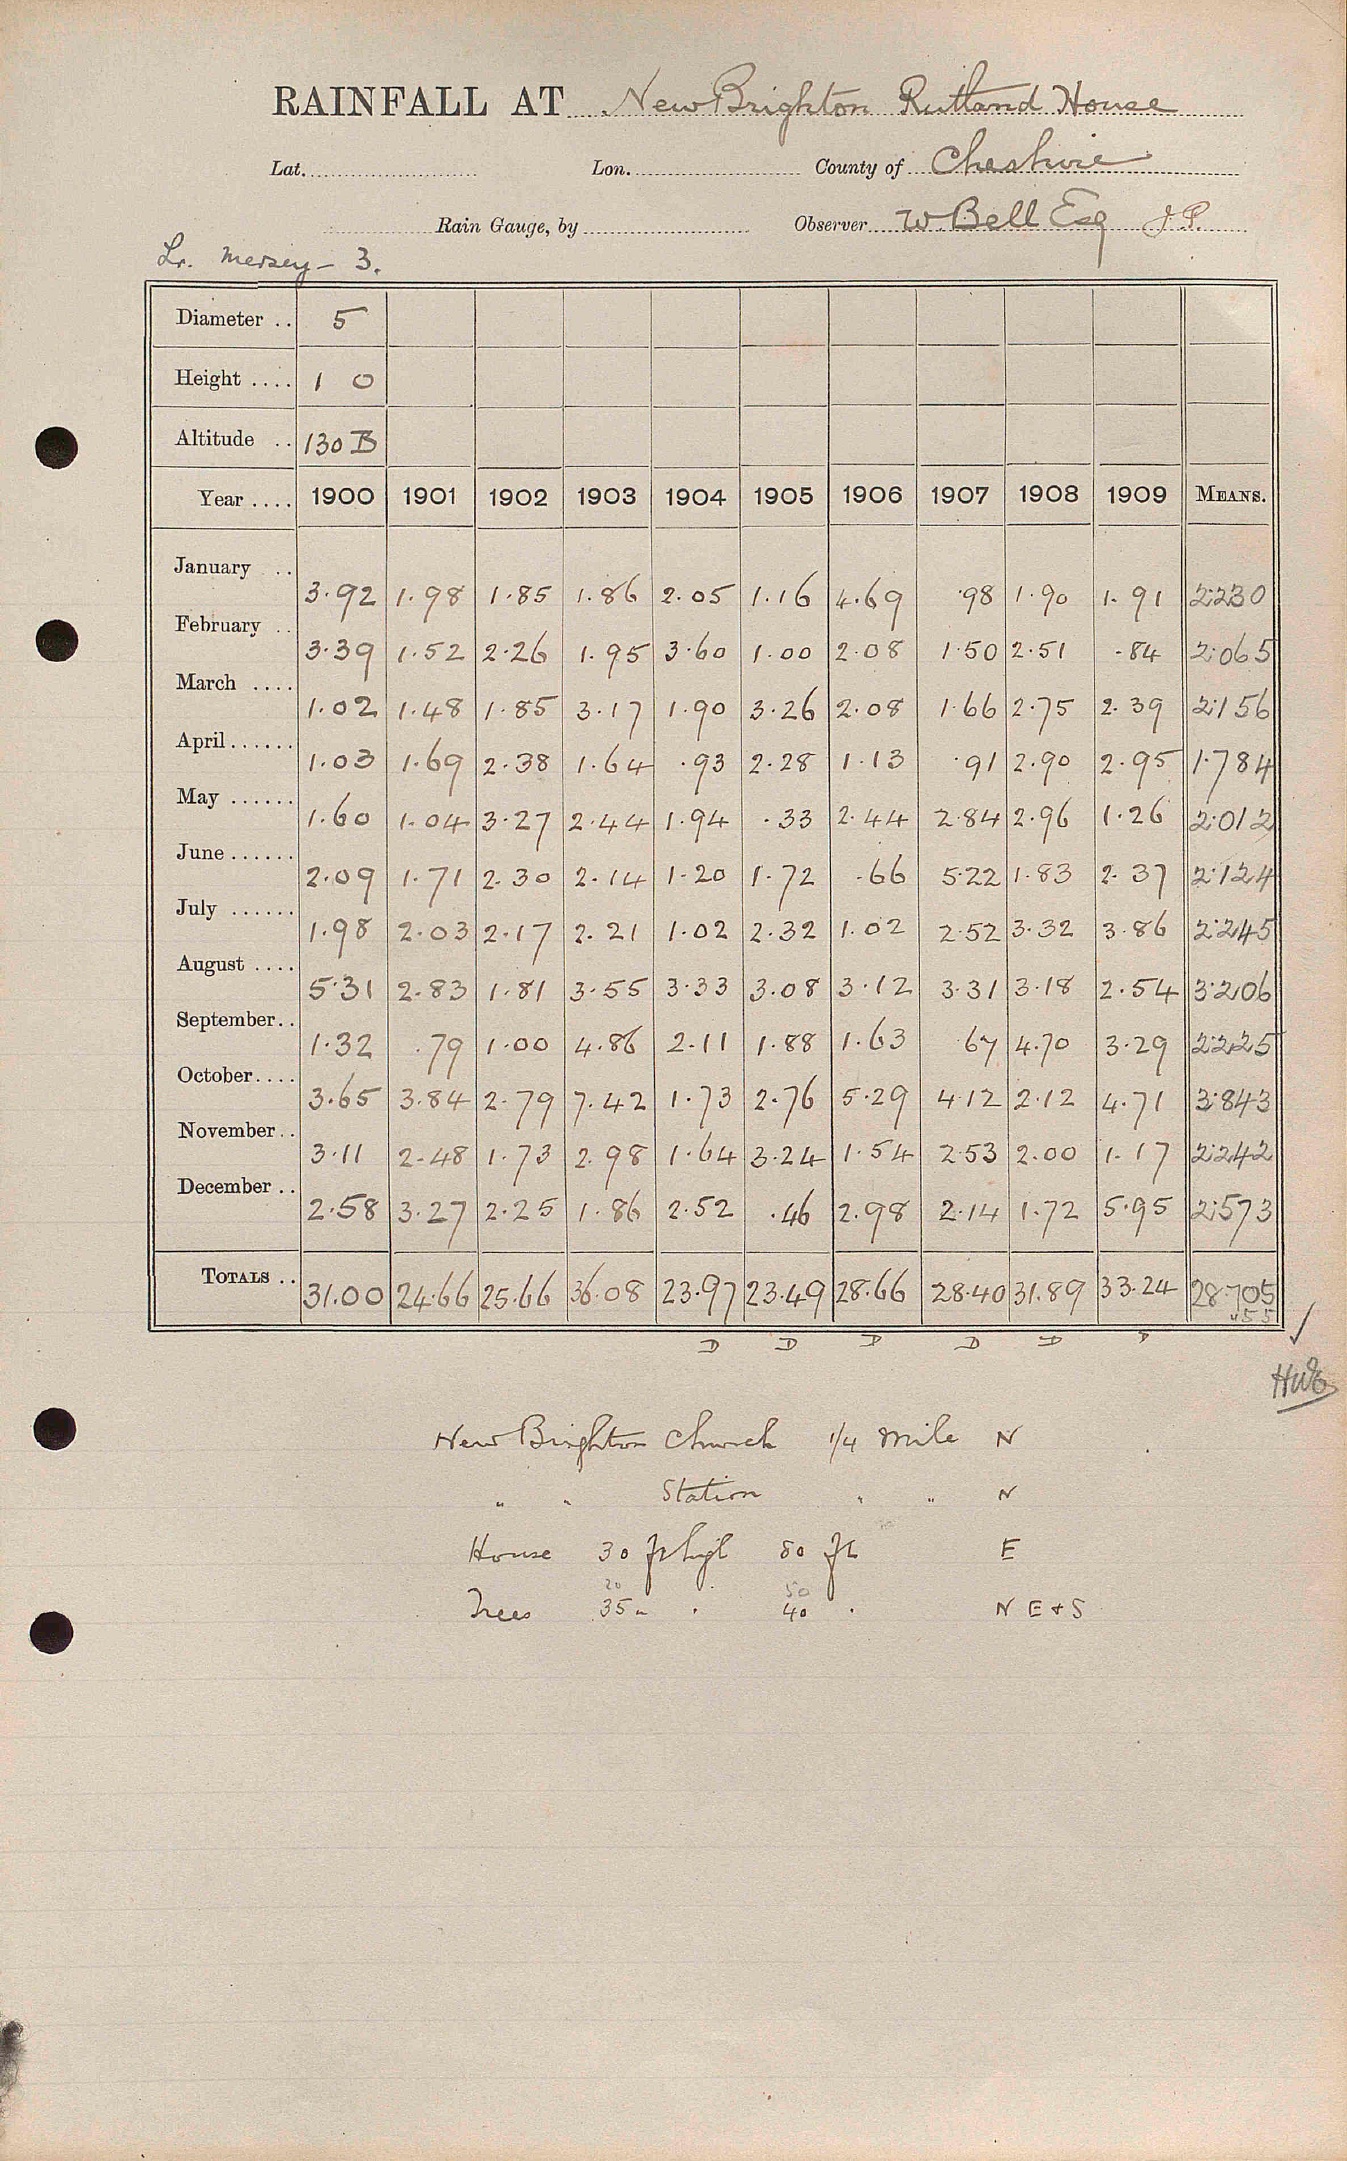 RAINFALL AT New Brighton Rutland House
Lat. Lon. County of Cheshire
Rain Gauge, by Observer W. Bell Esq J.P.
Lr. Mersey - 3.
Diameter .. 5
Height .... 1 0
Altitude .. 130 B
Year .... 1900 1901 1902 1903 1904 1905 1906 1907 1908 1909 MEANS.
January .. 3.92 1.98 1.85 1.86 2.05 1.16 4.69 .98 1.90 1.91 2.230
February .. 3.39 1.52 2.26 1.95 3.60 1.00 2.08 1.50 2.51 .84 2.065
March .... 1.02 1.48 1.85 3.17 1.90 3.26 2.08 1.66 2.75 2.39 2.156
April ...... 1.03 1.69 2.38 1.64 .93 2.28 1.13 .91 2.90 2.95 1.784
May ...... 1.60 1.04 3.27 2.44 1.94 .33 2.44 2.84 2.96 1.26 2.012
June ...... 2.09 1.71 2.30 2.14 1.20 1.72 .66 5.22 1.83 2.37 2.124
July ...... 1.98 2.03 2.17 2.21 1.02 2.32 1.02 2.52 3.32 3.86 2.245
August .... 5.31 2.83 1.81 3.55 3.33 3.08 3.12 3.31 3.18 2.54 3.206
September .. 1.32 .79 1.00 4.86 2.11 1.88 1.63 .67 4.70 3.29 2.225
October .... 3.65 3.84 2.79 7.42 1.73 2.76 5.29 4.12 2.12 4.71 3.843
November .. 3.11 2.48 1.73 2.98 1.64 3.24 1.54 2.53 2.00 1.17 2.242
December .. 2.58 3.27 2.25 1.86 2.52 .46 2.98 2.14 1.72 5.95 2.573
TOTALS .. 31.00 24.66 25.66 36.08 23.97 23.49 28.66 28.40 31.89 33.24 28.705
D D D D D D
New Brighton Church 1/4 mile N
" " Station " " N
House 30 ft high 80 ft E
20 50
Trees 35 " " 40 " N E + S